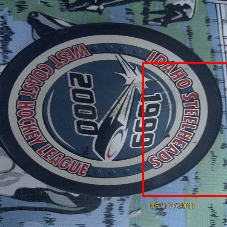 IDAHO STEELHEADS
1999
2000
WEST COAST HOCKEY LEAGUE